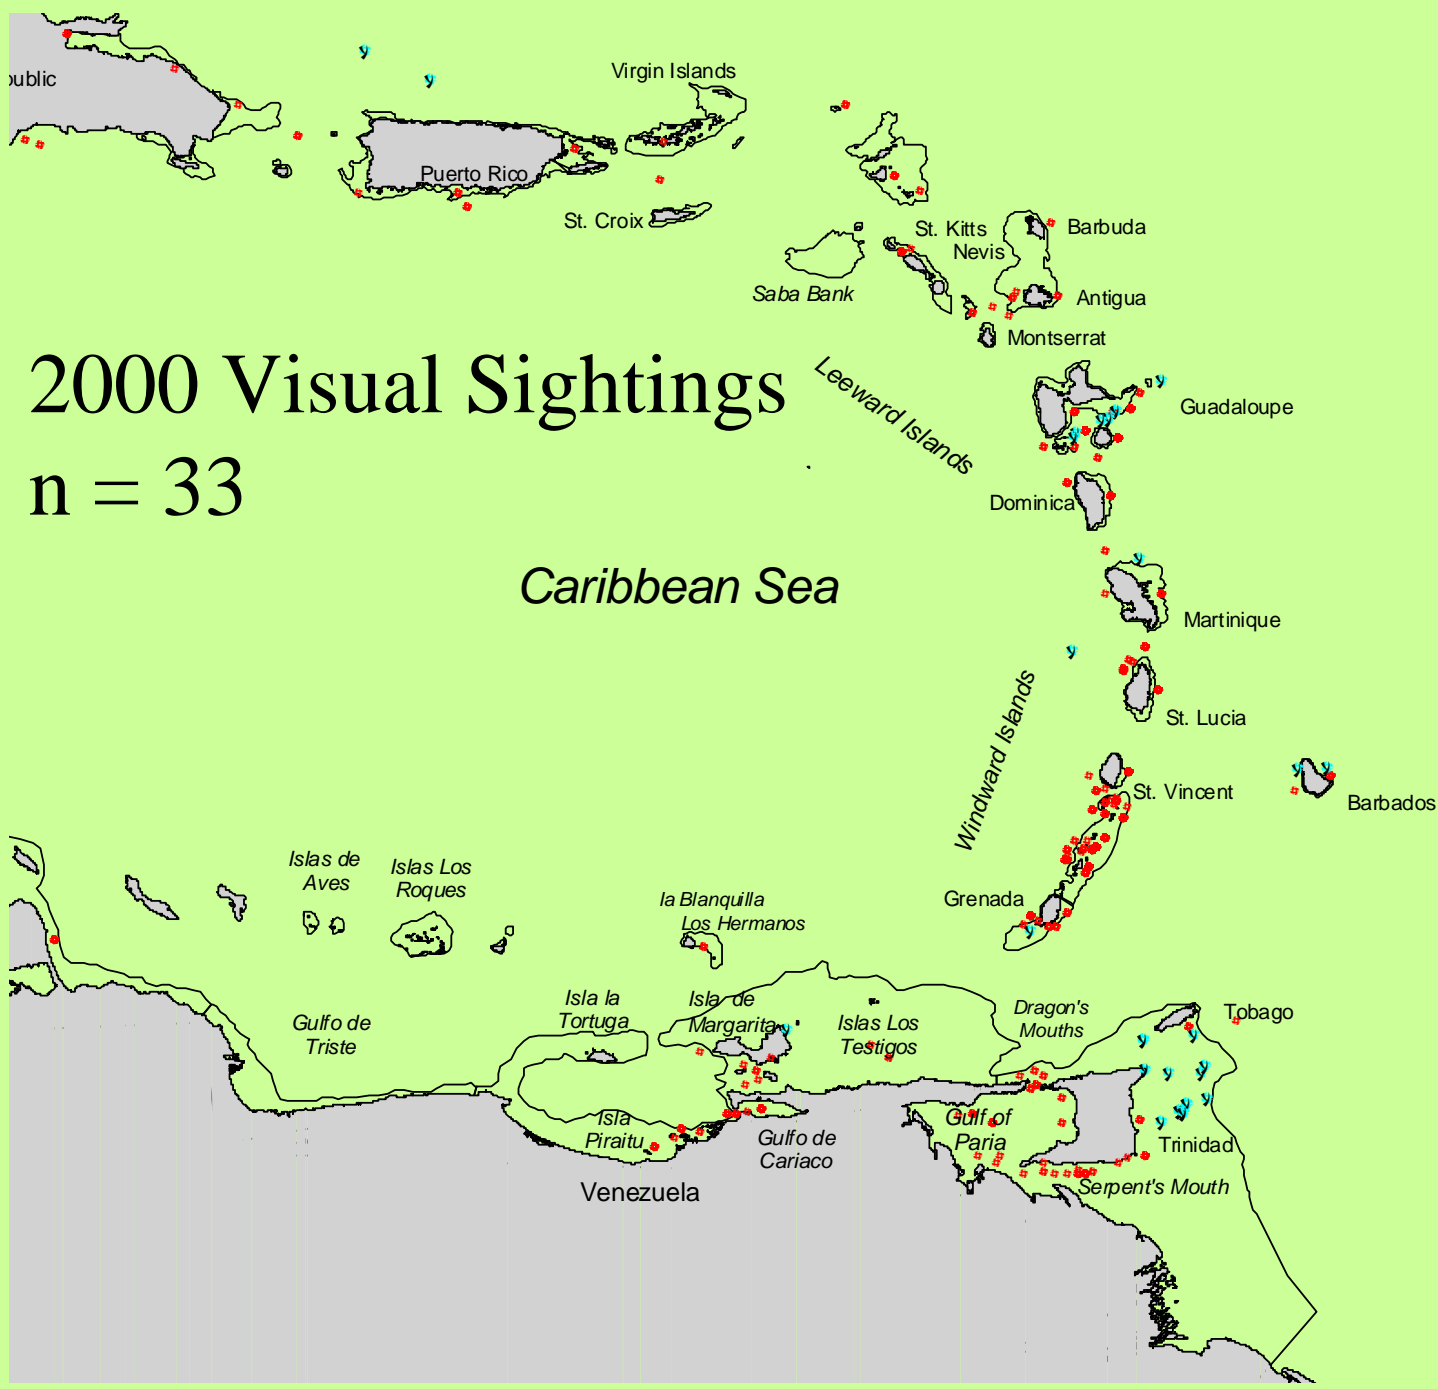 public
Virgin Islands
Puerto Rico
St. Croix
St. Kitts
Nevis
Barbuda
Saba Bank
Antigua
Montserrat
2000 Visual Sightings
n = 33
Leeward Islands
Guadaloupe
Dominica
Caribbean Sea
Martinique
St. Lucia
Windward Islands
St. Vincent
Barbados
Islas de
Aves
Islas Los
Roques
la Blanquilla
Los Hermanos
Grenada
Gulfo de
Triste
Isla la
Tortuga
Isla de
Margarita
Islas Los
Testigos
Dragon's
Mouths
Tobago
Isla
Piraitu
Gulfo de
Cariaco
Gulf of
Paria
Trinidad
Serpent's Mouth
Venezuela